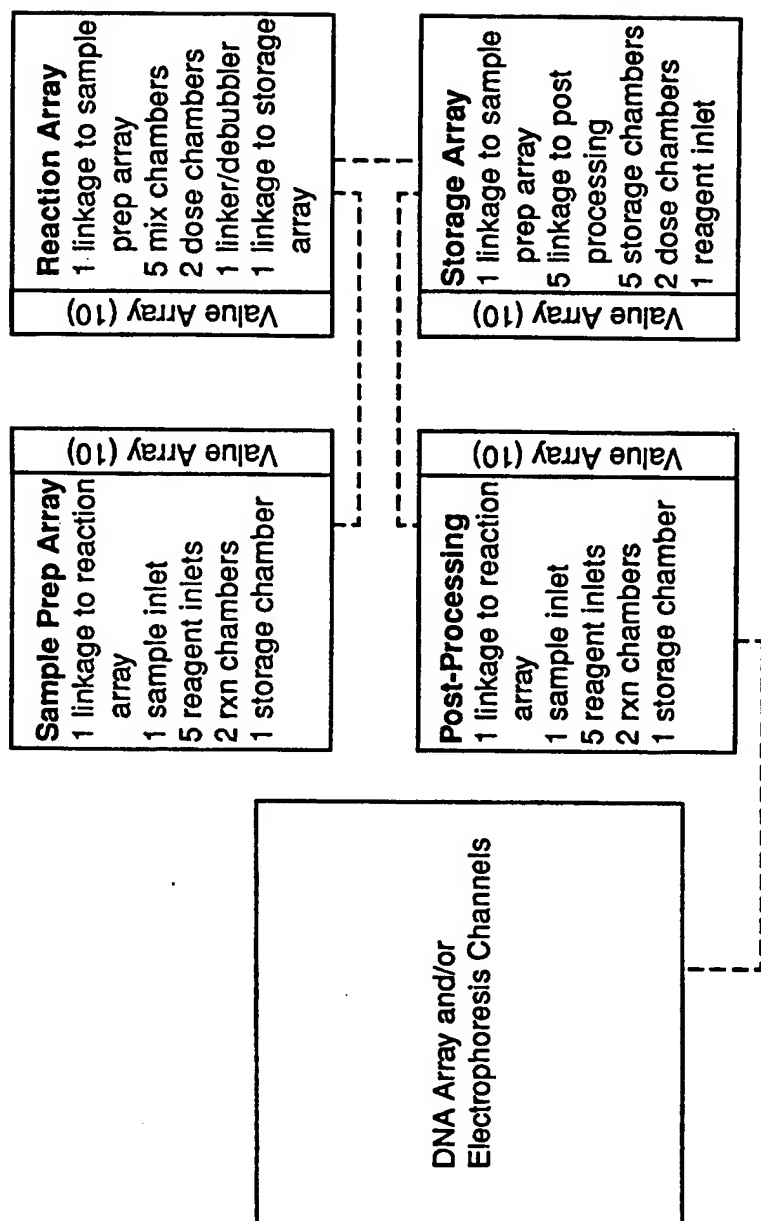 Sample Prep Array
1 linkage to reaction
array
1 sample inlet
5 reagent inlets
2 rxn chambers
1 storage chamber
Value Array (10)
Reaction Array
1 linkage to sample
prep array
5 mix chambers
2 dose chambers
1 linker/debubbler
1 linkage to storage
array
Value Array (10)
DNA Array and/or
Electrophoresis Channels
Post-Processing
1 linkage to reaction
array
1 sample inlet
5 reagent inlets
2 rxn chambers
1 storage chamber
Value Array (10)
Storage Array
1 linkage to sample
prep array
5 linkage to post
processing
5 storage chambers
2 dose chambers
1 reagent inlet
Value Array (10)